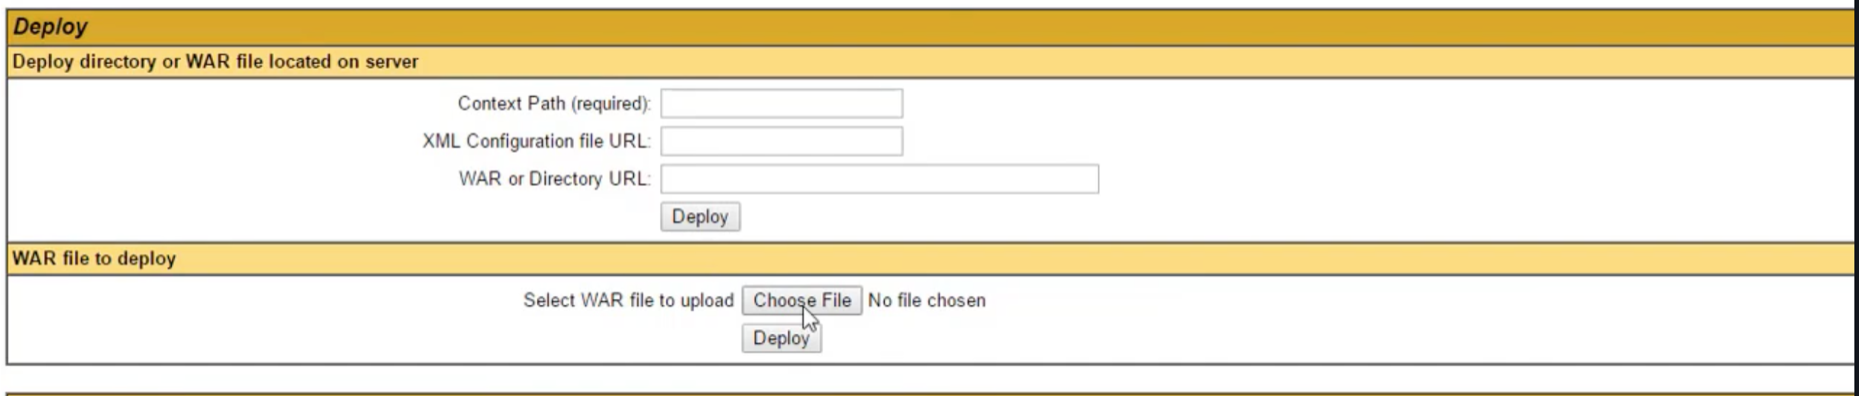 Deploy
Deploy directory or WAR file located on server
Context Path (required):
XML Configuration file URL:
WAR or Directory URL:
Deploy
WAR file to deploy
Select WAR file to upload Choose File No file chosen
Deploy